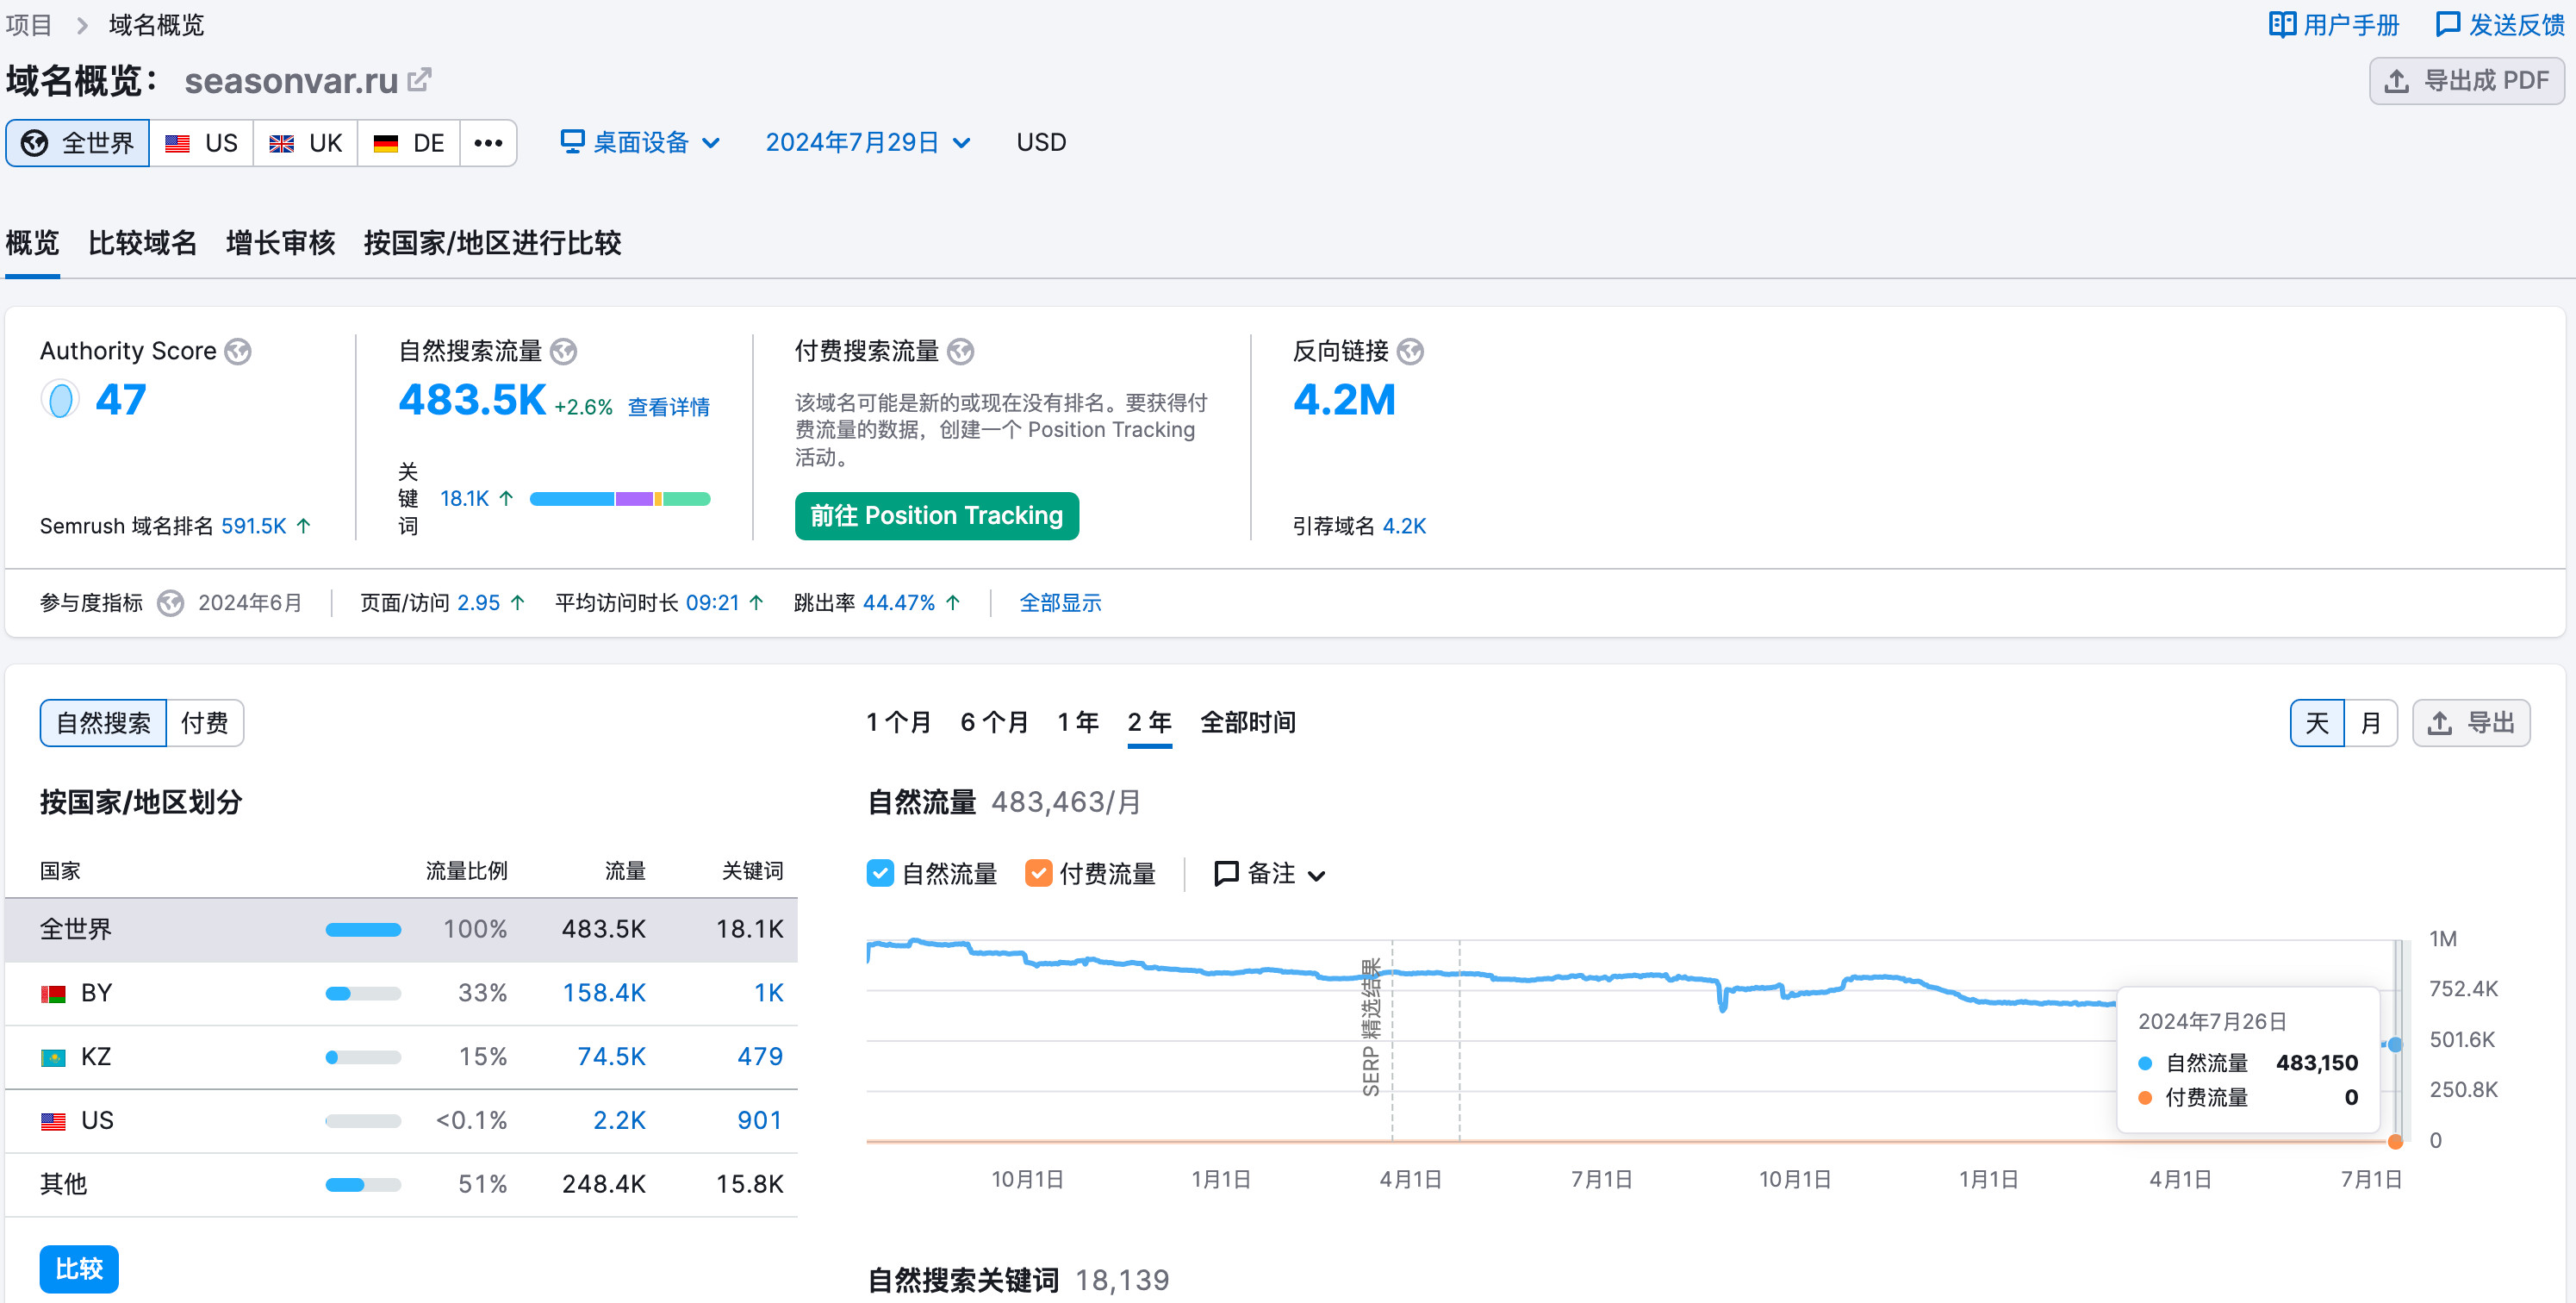 项目 > 域名概览
用户手册 发送反馈
域名概览： seasonvar.ru
导出成 PDF
全世界 US UK DE •••
桌面设备 2024年7月29日 USD
概览 比较域名 增长审核 按国家/地区进行比较
Authority Score
47
Semrush 域名排名 591.5K ↑
自然搜索流量
483.5K +2.6% 查看详情
关键词 18.1K ↑
付费搜索流量
该域名可能是新的或现在没有排名。要获得付
费流量的数据，创建一个 Position Tracking
活动。
前往 Position Tracking
反向链接
4.2M
引荐域名 4.2K
参与度指标 2024年6月 页面/访问 2.95 ↑ 平均访问时长 09:21 ↑ 跳出率 44.47% ↑ 全部显示
自然搜索 付费
按国家/地区划分
国家 流量比例 流量 关键词
全世界 100% 483.5K 18.1K
BY 33% 158.4K 1K
KZ 15% 74.5K 479
US <0.1% 2.2K 901
其他 51% 248.4K 15.8K
比较
1 个月 6 个月 1 年 2 年 全部时间
天 月 导出
自然流量 483,463/月
自然流量 付费流量 备注
SERP 精选结果
1M
752.4K
501.6K
250.8K
0
2024年7月26日
自然流量 483,150
付费流量 0
10月1日 1月1日 4月1日 7月1日 10月1日 1月1日 4月1日 7月1日
自然搜索关键词 18,139